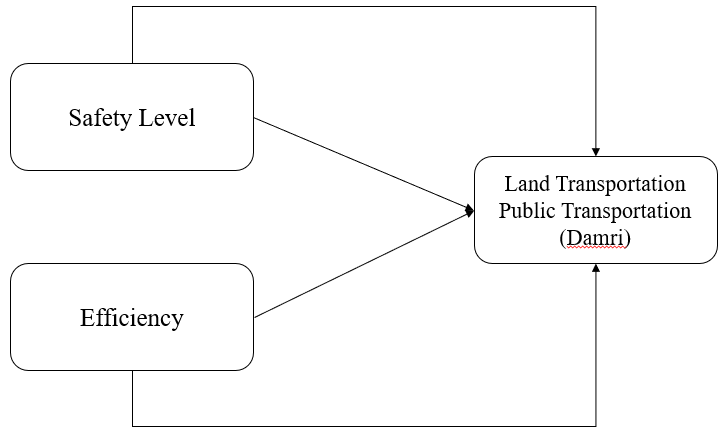 Safety Level
Land Transportation
Public Transportation
(Damri)
Efficiency